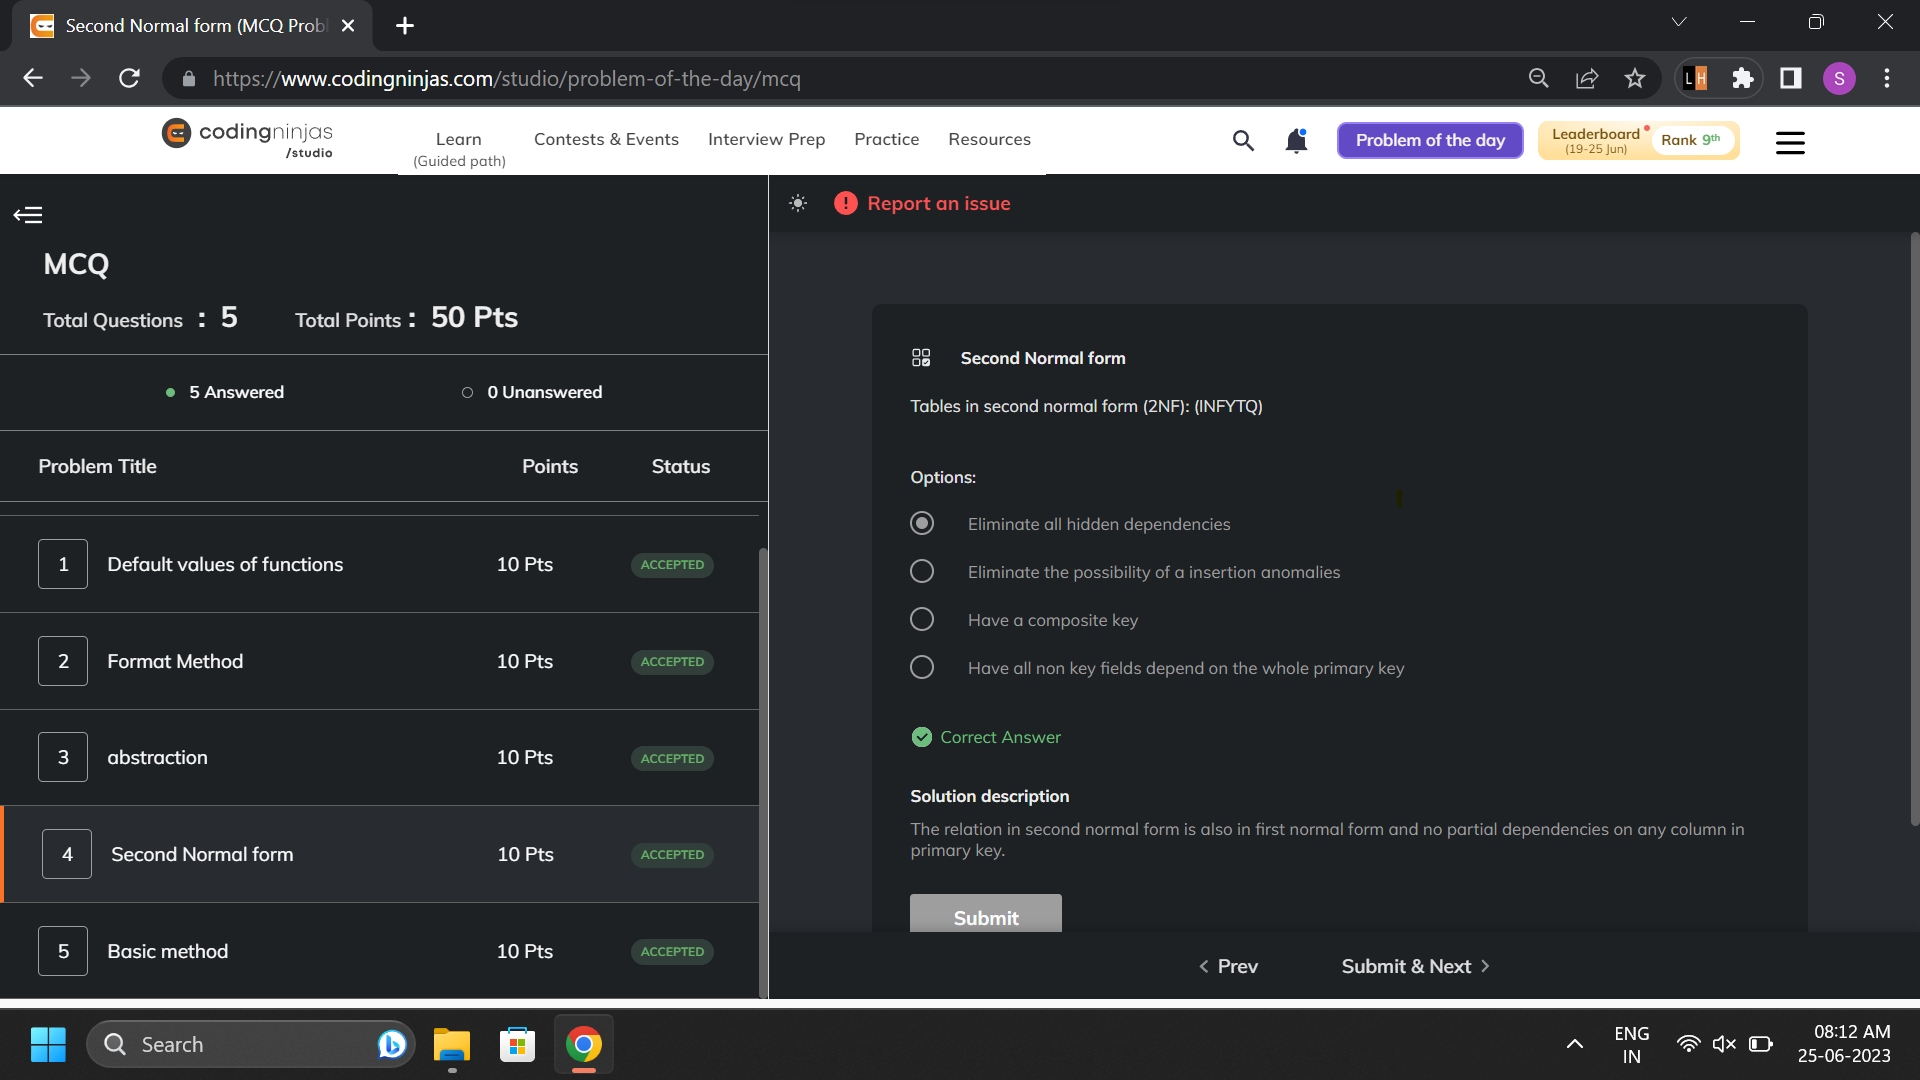 Second Normal form (MCQ Prob
https://www.codingninjas.com/studio/problem-of-the-day/mcq
LH
S
codingninjas
/studio
Learn
(Guided path)
Contests & Events
Interview Prep
Practice
Resources
Problem of the day
Leaderboard
(19-25 Jun)
Rank 9th
Report an issue
MCQ
Total Questions : 5
Total Points : 50 Pts
5 Answered
0 Unanswered
Problem Title Points Status
1 Default values of functions 10 Pts ACCEPTED
2 Format Method 10 Pts ACCEPTED
3 abstraction 10 Pts ACCEPTED
4 Second Normal form 10 Pts ACCEPTED
5 Basic method 10 Pts ACCEPTED
Second Normal form
Tables in second normal form (2NF): (INFYTQ)
Options:
Eliminate all hidden dependencies
Eliminate the possibility of a insertion anomalies
Have a composite key
Have all non key fields depend on the whole primary key
Correct Answer
Solution description
The relation in second normal form is also in first normal form and no partial dependencies on any column in
primary key.
Submit
Prev
Submit & Next
Search
ENG
IN
08:12 AM
25-06-2023